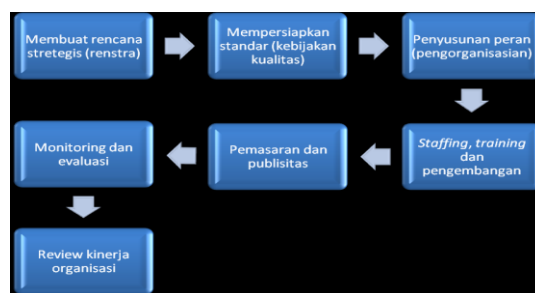 Membuat rencana
stretegis (renstra)
Mempersiapkan
standar (kebijakan
kualitas)
Penyusunan peran
(pengorganisasian)
Staffing, training
dan
pengembangan
Pemasaran dan
publisitas
Monitoring dan
evaluasi
Review kinerja
organisasi